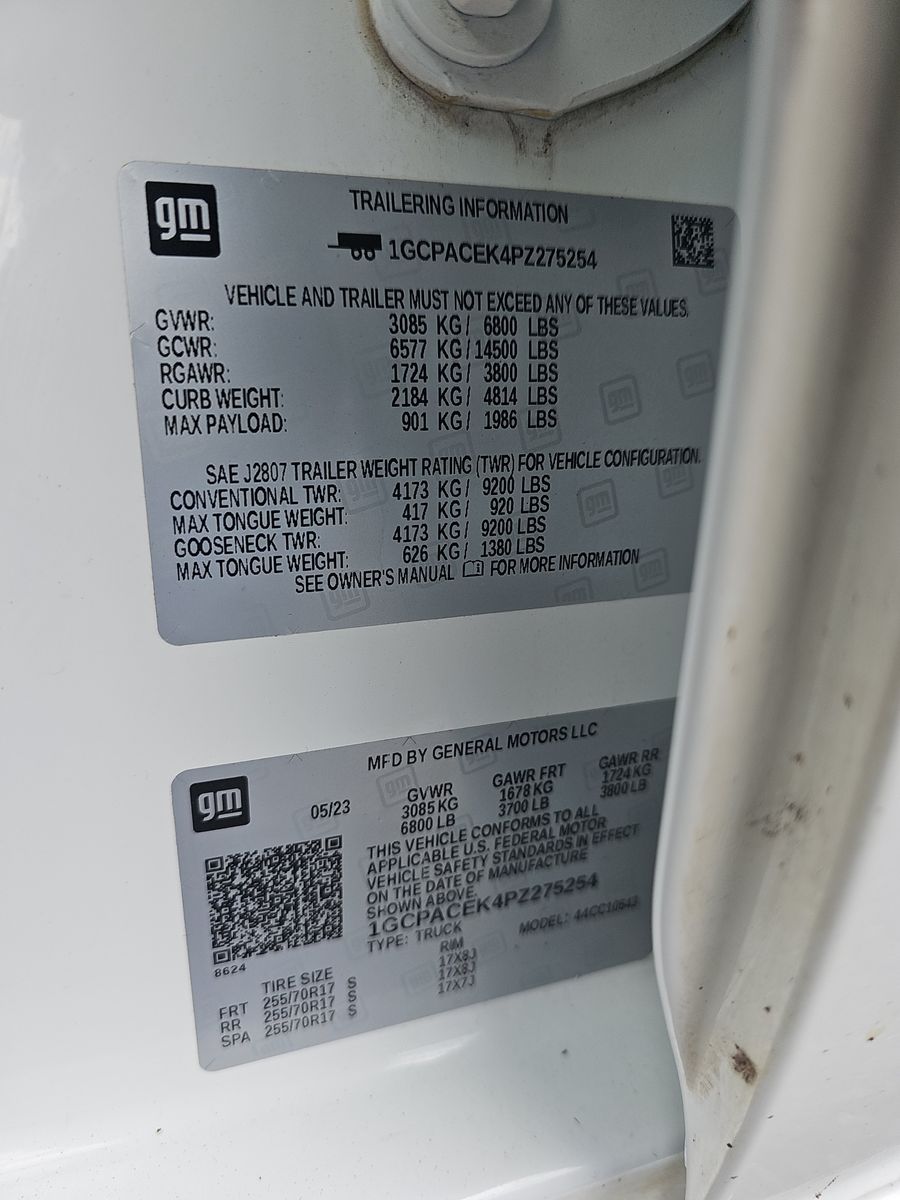 gm
TRAILERING INFORMATION
1GCPACEK4PZ275254
VEHICLE AND TRAILER MUST NOT EXCEED ANY OF THESE VALUES.
GVWR: 3085 KG/ 6800 LBS
GCWR: 6577 KG/14500 LBS
RGAWR: 1724 KG/ 3800 LBS
CURB WEIGHT: 2184 KG/ 4814 LBS
MAX PAYLOAD: 901 KG/ 1986 LBS
SAE J2807 TRAILER WEIGHT RATING (TWR) FOR VEHICLE CONFIGURATION.
CONVENTIONAL TWR: 4173 KG/ 9200 LBS
MAX TONGUE WEIGHT: 417 KG/ 920 LBS
GOOSENECK TWR: 4173 KG/ 9200 LBS
MAX TONGUE WEIGHT: 626 KG/ 1380 LBS
SEE OWNER'S MANUAL FOR MORE INFORMATION
gm
MFD BY GENERAL MOTORS LLC
05/23 GVWR GAWR FRT GAWR RR
3085 KG 1678 KG 1724 KG
6800 LB 3700 LB 3800 LB
THIS VEHICLE CONFORMS TO ALL
APPLICABLE U.S. FEDERAL MOTOR
VEHICLE SAFETY STANDARDS IN EFFECT
ON THE DATE OF MANUFACTURE
SHOWN ABOVE.
1GCPACEK4PZ275254
TYPE: TRUCK MODEL: 44CC10543
8624
TIRE SIZE RIM
FRT 255/70R17 S 17X8J
RR 255/70R17 S 17X8J
SPA 255/70R17 S 17X7J